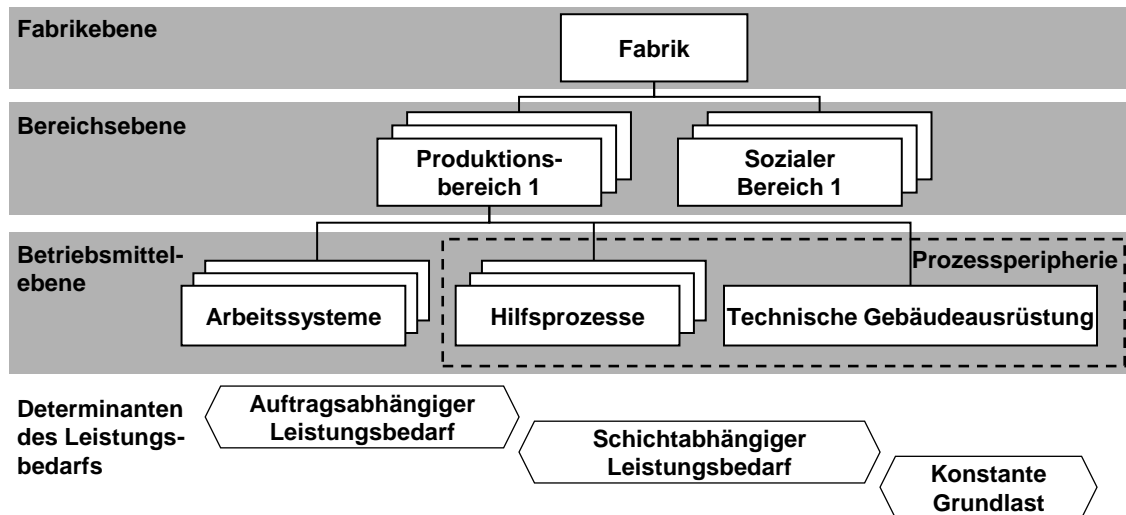 Fabrikebene
Fabrik
Bereichsebene
Produktions-
bereich 1
Sozialer
Bereich 1
Betriebsmittel-
ebene
Prozessperipherie
Arbeitssysteme
Hilfsprozesse
Technische Gebäudeausrüstung
Determinanten
des Leistungs-
bedarfs
Auftragsabhängiger
Leistungsbedarf
Schichtabhängiger
Leistungsbedarf
Konstante
Grundlast